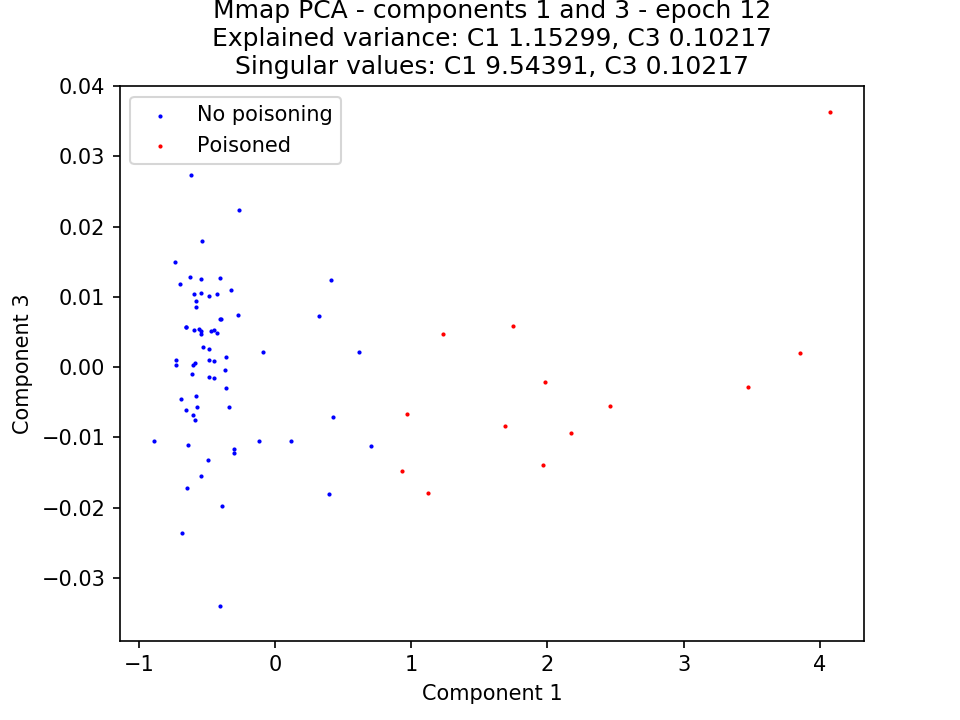 Mmap PCA - components 1 and 3 - epoch 12
Explained variance: C1 1.15299, C3 0.10217
Singular values: C1 9.54391, C3 0.10217
No poisoning
Poisoned
0.04
0.03
0.02
0.01
0.00
−0.01
−0.02
−0.03
Component 3
−1
0
1
2
3
4
Component 1